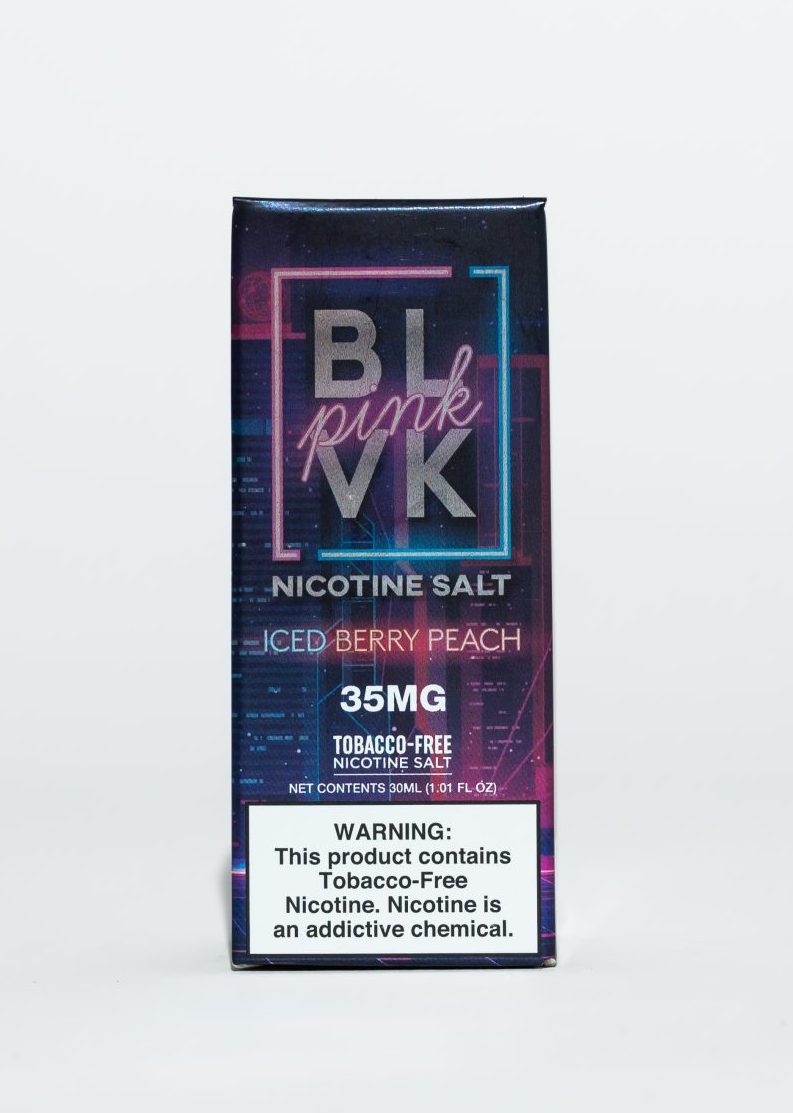 BL
pink
VK
NICOTINE SALT
ICED BERRY PEACH
35MG
TOBACCO-FREE
NICOTINE SALT
NET CONTENTS 30ML (1.01 FL OZ)
WARNING:
This product contains
Tobacco-Free
Nicotine. Nicotine is
an addictive chemical.